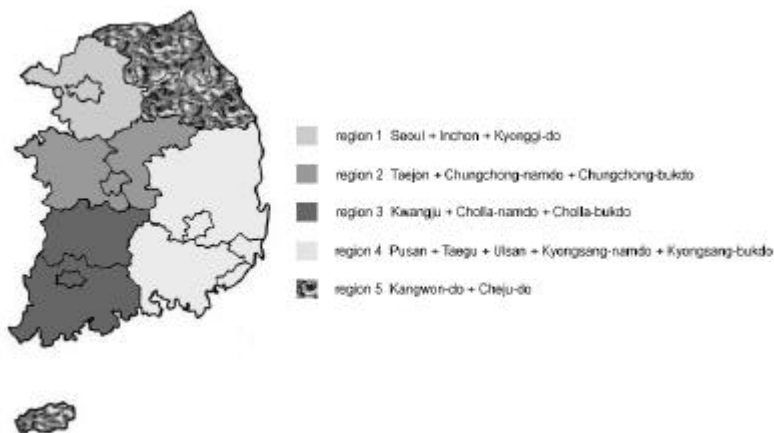 region 1 Seoul + Inchon + Kyonggi-do
region 2 Taejon + Chungchong-namdo + Chungchong-bukdo
region 3 Kwangju + Cholla-namdo + Cholla-bukdo
region 4 Pusan + Taegu + Ulsan + Kyongsang-namdo + Kyongsang-bukdo
region 5 Kangwon-do + Cheju-do